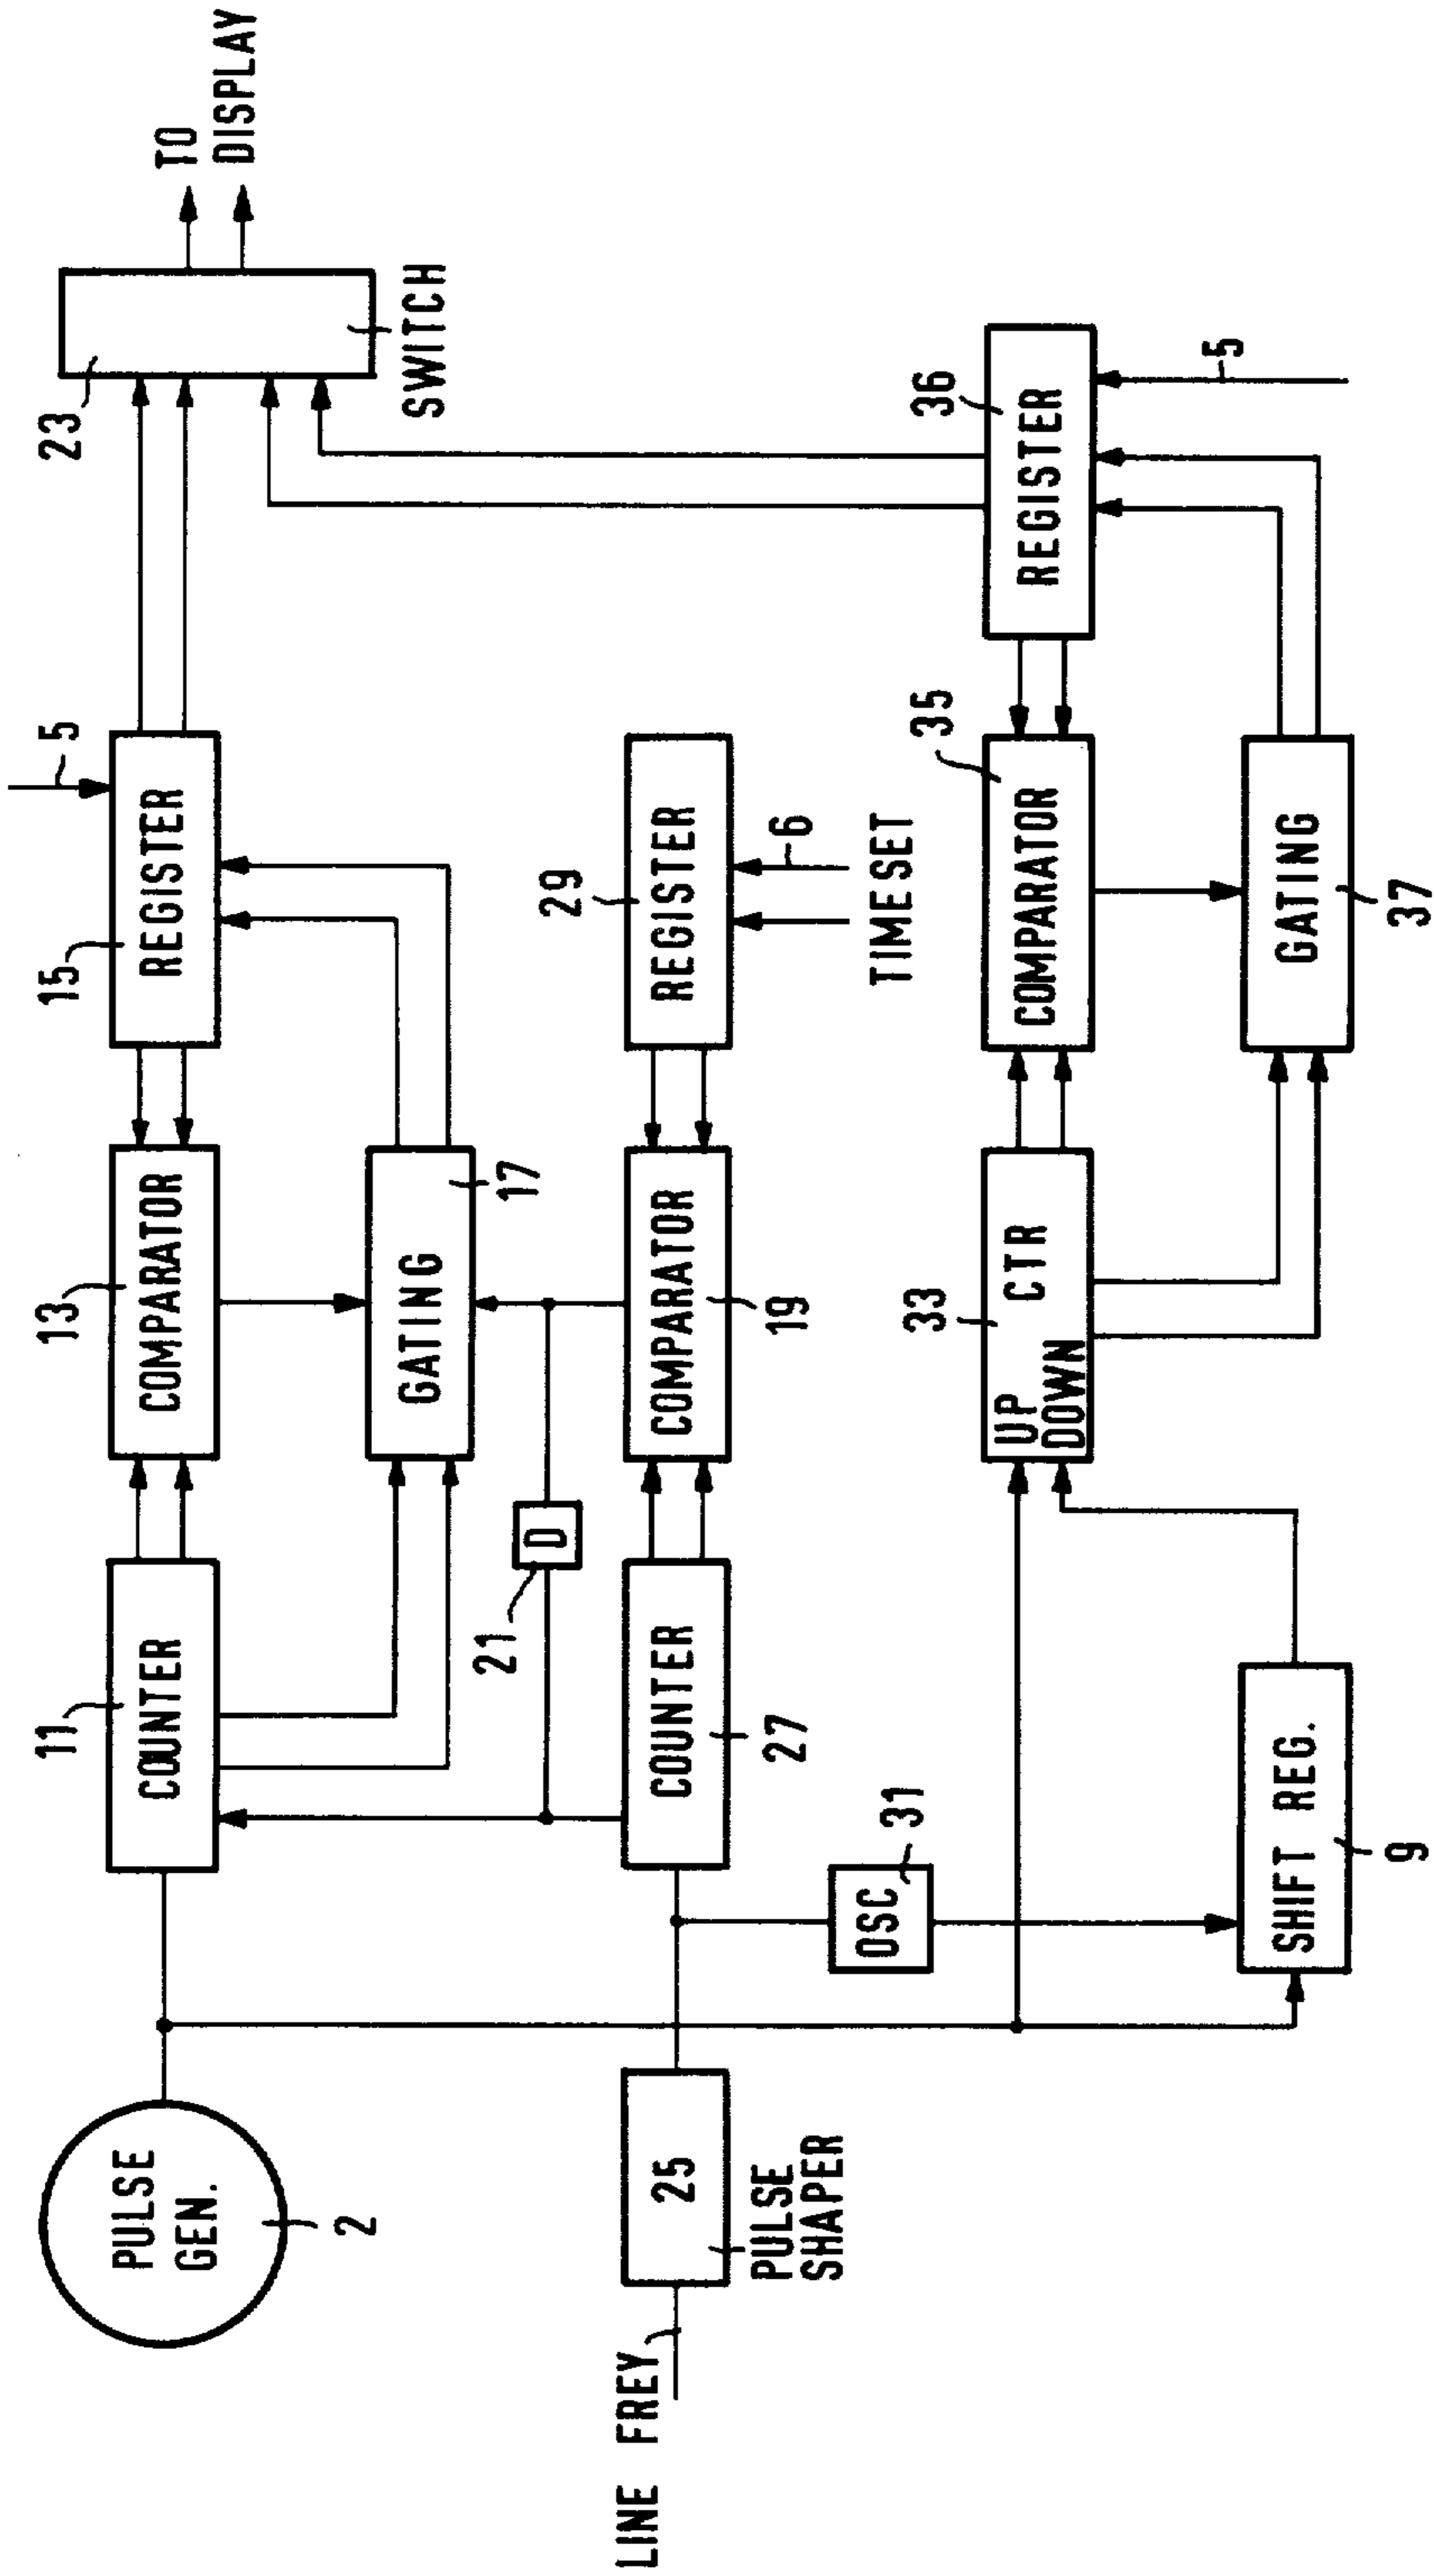 TO
DISPLAY
23
SWITCH
5
15
REGISTER
13
COMPARATOR
11
COUNTER
PULSE
GEN.
2
17
GATING
21
D
29
REGISTER
6
TIMESET
19
COMPARATOR
27
COUNTER
25
PULSE
SHAPER
LINE FREY
OSC
31
36
REGISTER
5
35
COMPARATOR
33
CTR
UP
DOWN
37
GATING
SHIFT REG.
9